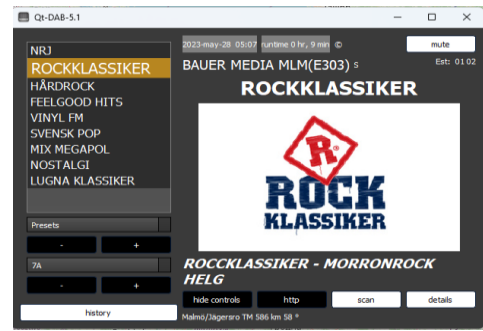 Qt-DAB-5.1
NRJ
ROCKKLASSIKER
HÅRDROCK
FEELGOOD HITS
VINYL FM
SVENSK POP
MIX MEGAPOL
NOSTALGI
LUGNA KLASSIKER
Presets
- +
7A
- +
history
2023-may-28 05:07 runtime 0 hr, 9 min © mute
BAUER MEDIA MLM(E303) s Est: 01 02
ROCKKLASSIKER
R
ROCK
KLASSIKER
ROCCKLASSIKER - MORRONROCK
HELG
hide controls http scan details
Malmö/Jägersro TM 586 km 58 °